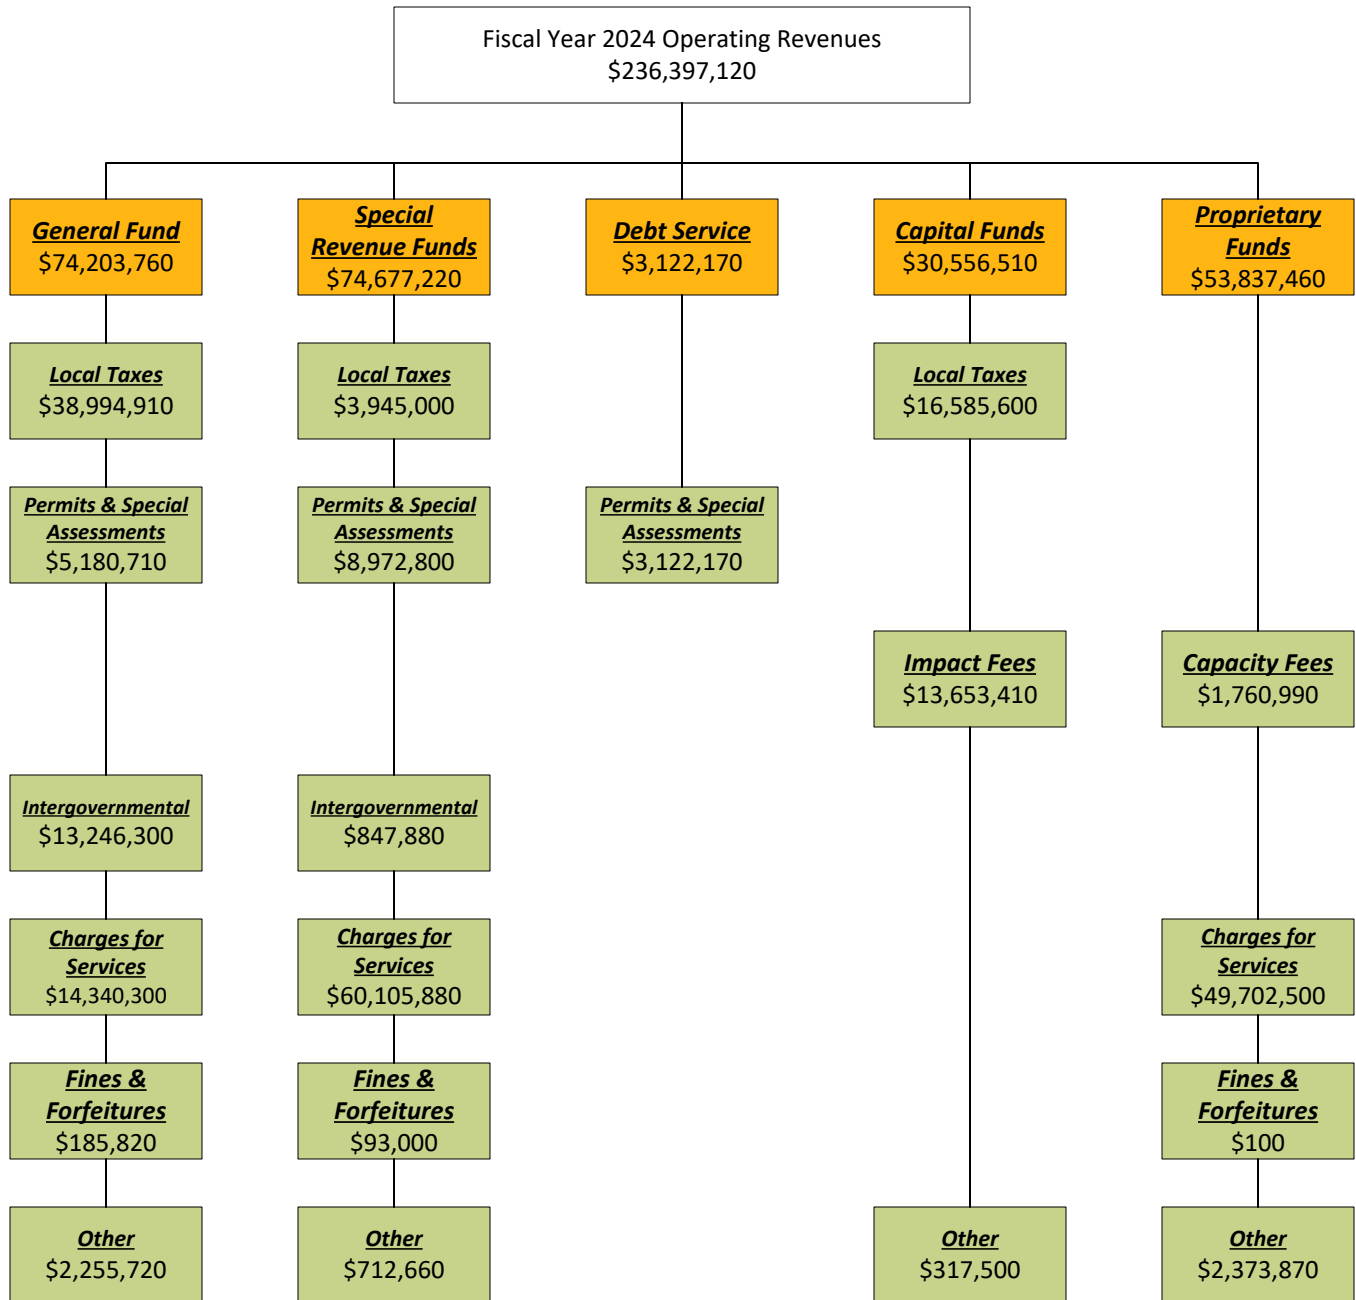 Fiscal Year 2024 Operating Revenues
$236,397,120
General Fund
$74,203,760
Special
Revenue Funds
$74,677,220
Debt Service
$3,122,170
Capital Funds
$30,556,510
Proprietary
Funds
$53,837,460
Local Taxes
$38,994,910
Local Taxes
$3,945,000
Local Taxes
$16,585,600
Permits & Special
Assessments
$5,180,710
Permits & Special
Assessments
$8,972,800
Permits & Special
Assessments
$3,122,170
Impact Fees
$13,653,410
Capacity Fees
$1,760,990
Intergovernmental
$13,246,300
Intergovernmental
$847,880
Charges for
Services
$14,340,300
Charges for
Services
$60,105,880
Charges for
Services
$49,702,500
Fines &
Forfeitures
$185,820
Fines &
Forfeitures
$93,000
Fines &
Forfeitures
$100
Other
$2,255,720
Other
$712,660
Other
$317,500
Other
$2,373,870